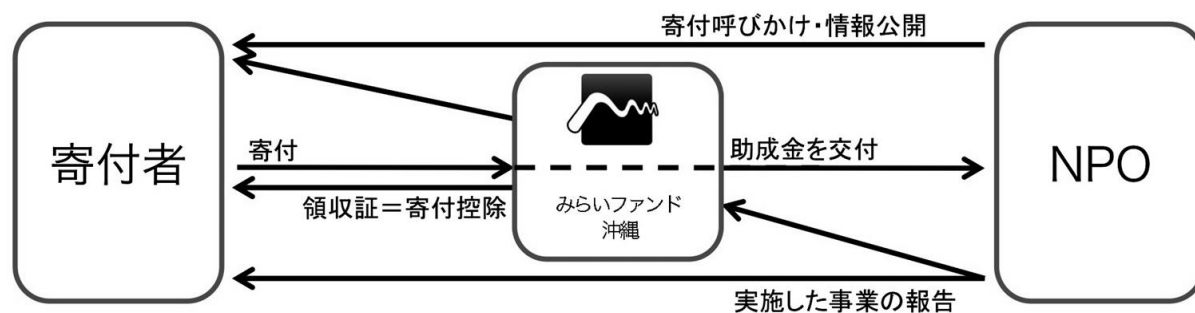 寄付呼びかけ・情報公開
寄付者
寄付
領収証＝寄付控除
みらいファンド
沖縄
助成金を交付
NPO
実施した事業の報告